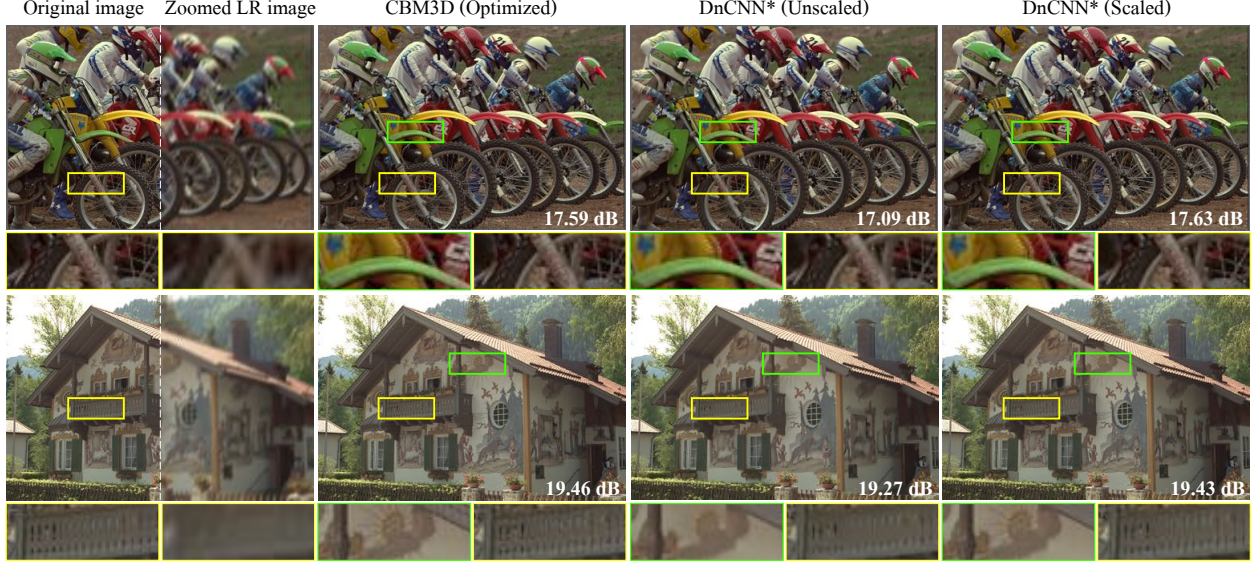 Original image Zoomed LR image CBM3D (Optimized) DnCNN* (Unscaled) DnCNN* (Scaled)
17.59 dB 17.09 dB 17.63 dB
19.46 dB 19.27 dB 19.43 dB